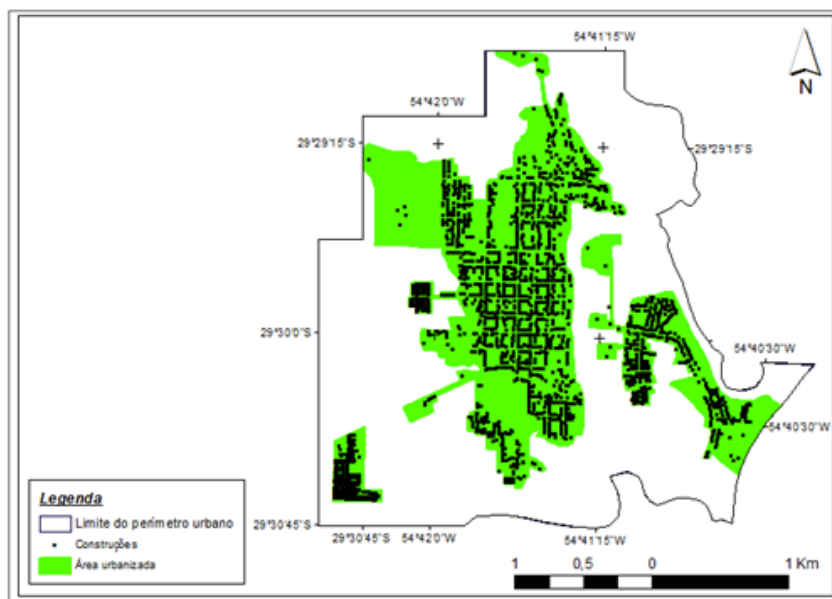 54°41'15"W
N
54°42'0"W
29°29'15"S
29°29'15"S
29°30'0"S
54°40'30"W
54°40'30"W
Legenda
Limite do perímetro urbano
Construções
Área urbanizada
29°30'45"S
29°30'45"S
54°42'0"W
54°41'15"W
1
0,5
0
1 Km